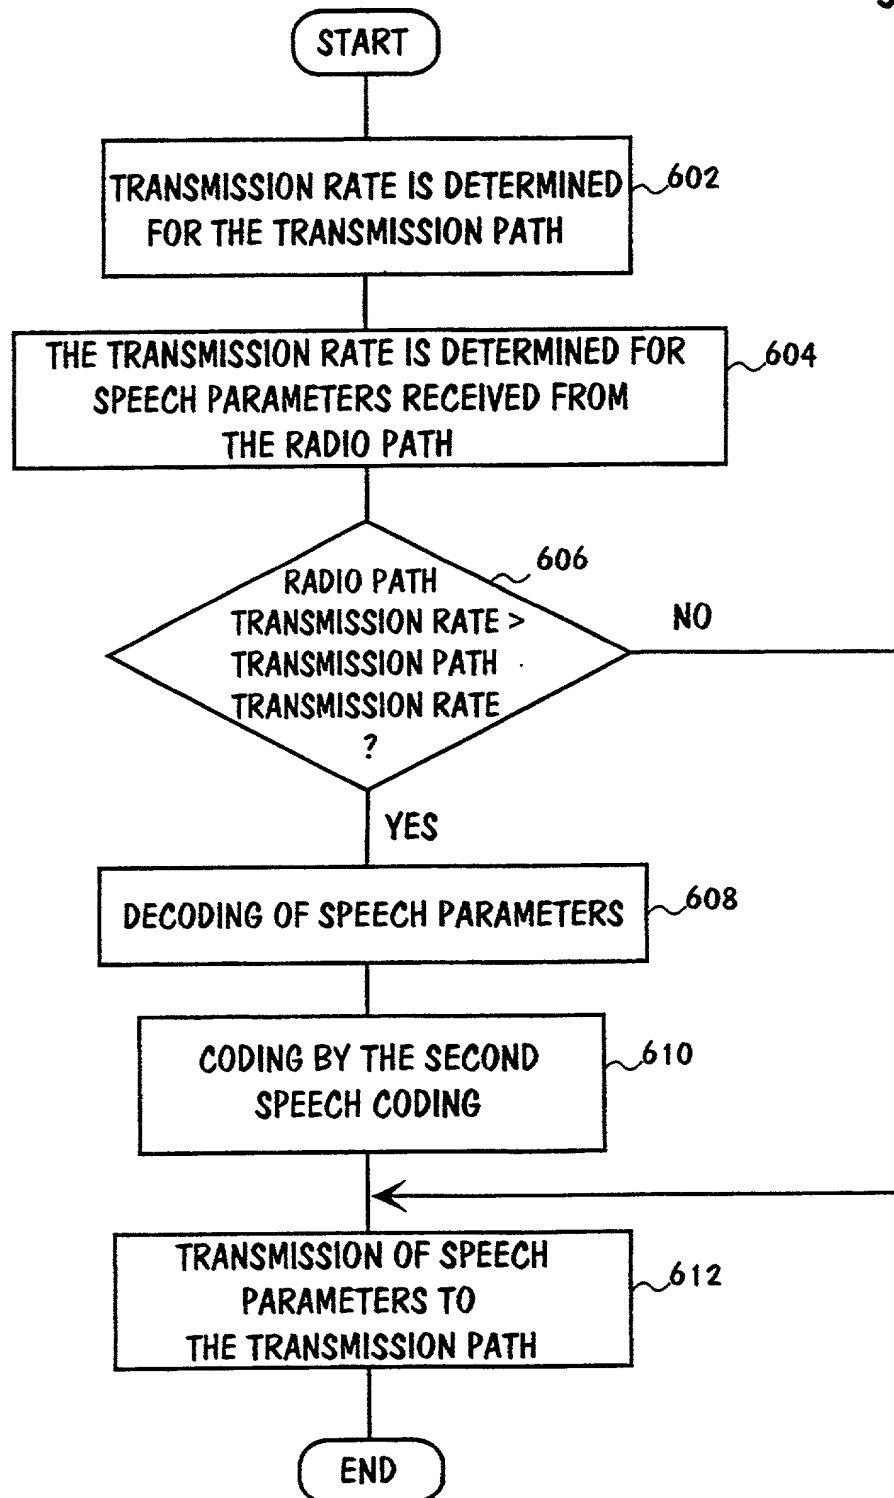 START
TRANSMISSION RATE IS DETERMINED
FOR THE TRANSMISSION PATH
602
THE TRANSMISSION RATE IS DETERMINED FOR
SPEECH PARAMETERS RECEIVED FROM
THE RADIO PATH
604
RADIO PATH
TRANSMISSION RATE >
TRANSMISSION PATH
TRANSMISSION RATE
?
606
NO
YES
DECODING OF SPEECH PARAMETERS
608
CODING BY THE SECOND
SPEECH CODING
610
TRANSMISSION OF SPEECH
PARAMETERS TO
THE TRANSMISSION PATH
612
END